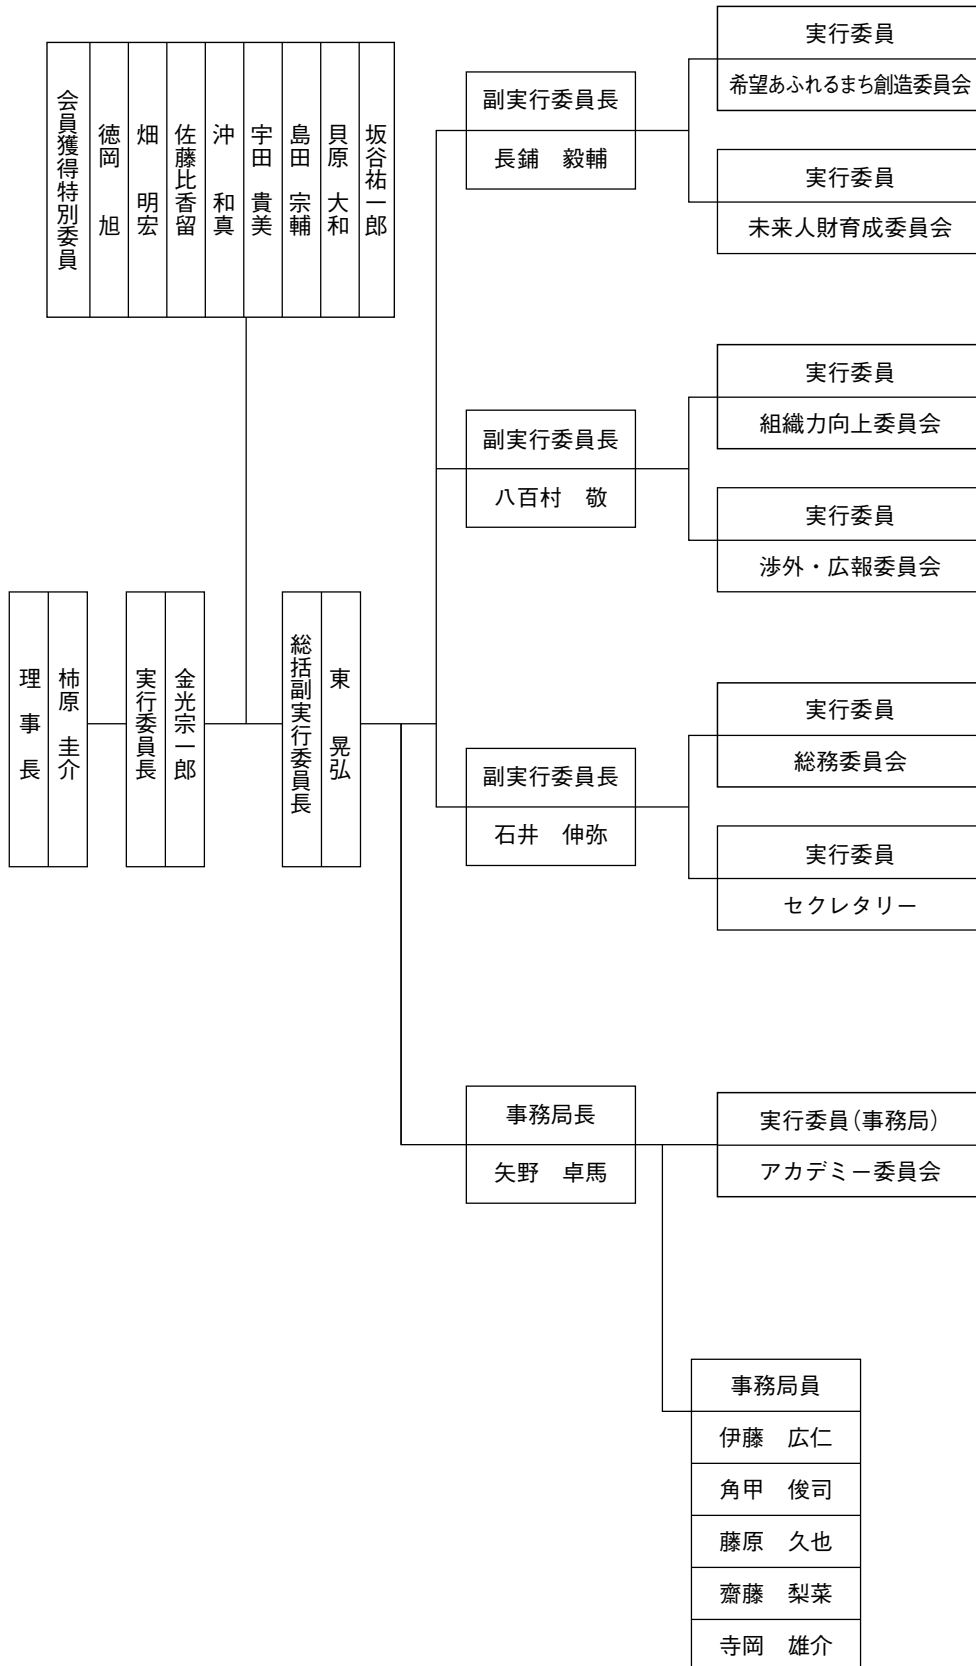 会員獲得特別委員
徳岡　旭
畑　明宏
佐藤比香留
沖　和真
宇田　貴美
島田　宗輔
貝原　大和
坂谷祐一郎
理事長
柿原　圭介
実行委員長
金光宗一郎
総括副実行委員長
東　晃弘
副実行委員長
長鋪　毅輔
実行委員
希望あふれるまち創造委員会
実行委員
未来人財育成委員会
副実行委員長
八百村　敬
実行委員
組織力向上委員会
実行委員
渉外・広報委員会
副実行委員長
石井　伸弥
実行委員
総務委員会
実行委員
セクレタリー
事務局長
矢野　卓馬
実行委員（事務局）
アカデミー委員会
事務局員
伊藤　広仁
角甲　俊司
藤原　久也
齋藤　梨菜
寺岡　雄介